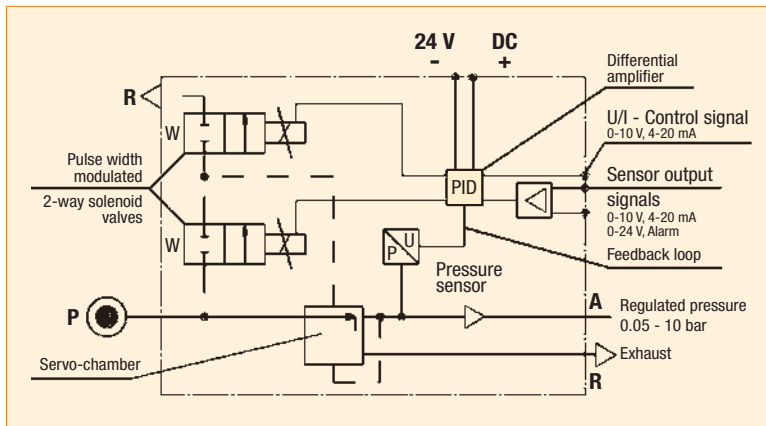 24 V DC
- +
Differential
amplifier
R
U/I - Control signal
0-10 V, 4-20 mA
W
Pulse width
modulated
2-way solenoid
valves
PID
Sensor output
signals
0-10 V, 4-20 mA
0-24 V, Alarm
W
P U
Feedback loop
Pressure
sensor
P
A
Regulated pressure
0.05 - 10 bar
Servo-chamber
Exhaust
R